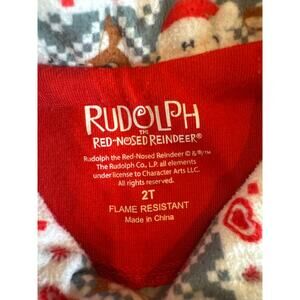 RUDOLPH
THE
RED-NOSED REINDEER®
Rudolph the Red-Nosed Reindeer © & ®/™
The Rudolph Co., L.P. all elements
under license to Character Arts LLC.
All rights reserved.
2T
FLAME RESISTANT
Made in China